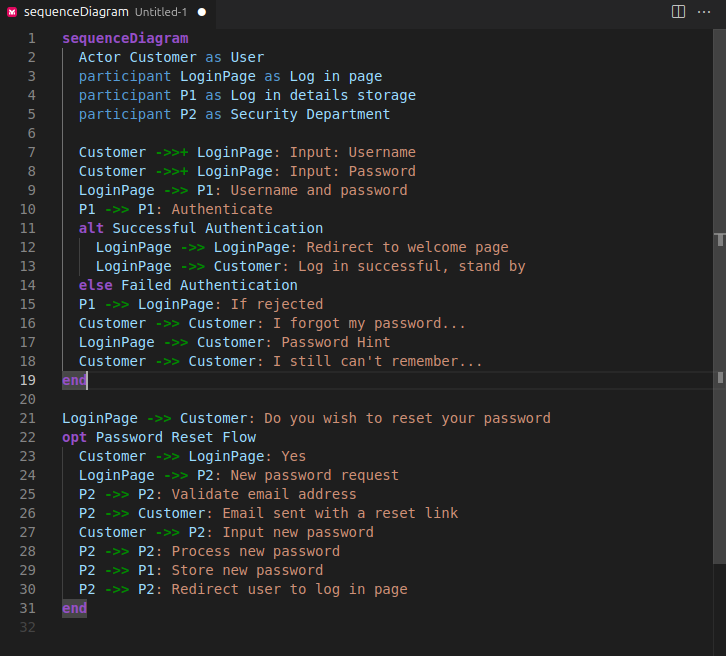 sequenceDiagram Untitled-1
1 sequenceDiagram
2 Actor Customer as User
3 participant LoginPage as Log in page
4 participant P1 as Log in details storage
5 participant P2 as Security Department
6
7 Customer ->>+ LoginPage: Input: Username
8 Customer ->>+ LoginPage: Input: Password
9 LoginPage ->> P1: Username and password
10 P1 ->> P1: Authenticate
11 alt Successful Authentication
12 LoginPage ->> LoginPage: Redirect to welcome page
13 LoginPage ->> Customer: Log in successful, stand by
14 else Failed Authentication
15 P1 ->> LoginPage: If rejected
16 Customer ->> Customer: I forgot my password...
17 LoginPage ->> Customer: Password Hint
18 Customer ->> Customer: I still can't remember...
19 end
20
21 LoginPage ->> Customer: Do you wish to reset your password
22 opt Password Reset Flow
23 Customer ->> LoginPage: Yes
24 LoginPage ->> P2: New password request
25 P2 ->> P2: Validate email address
26 P2 ->> Customer: Email sent with a reset link
27 Customer ->> P2: Input new password
28 P2 ->> P2: Process new password
29 P2 ->> P1: Store new password
30 P2 ->> P2: Redirect user to log in page
31 end
32